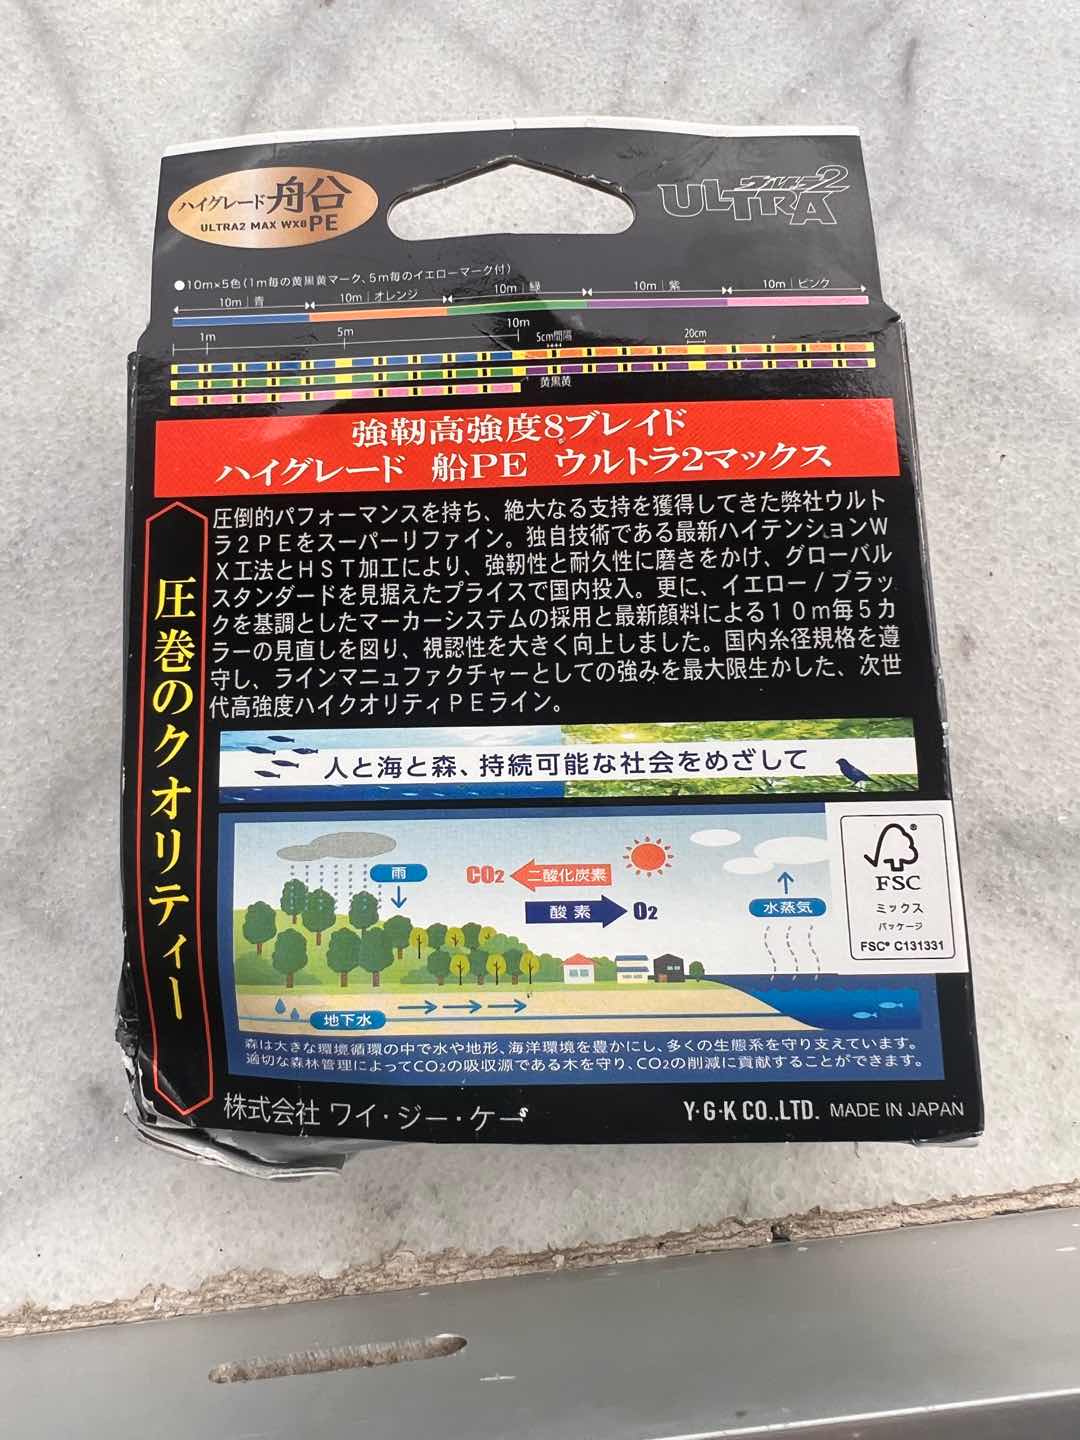 ハイグレード船
ULTRA2 MAX WX8 PE
ウルトラ2
ULTRA
●10m×5色(1m毎の黄黒黄マーク、5m毎のイエローマーク付)
10m|青
10m|オレンジ
10m|緑
10m|紫
10m|ピンク
1m
5m
10m
5cm間隔
20cm
黄黒黄
強靭高強度8ブレイド
ハイグレード 船PE ウルトラ2マックス
圧巻のクオリティー
圧倒的パフォーマンスを持ち、絶大なる支持を獲得してきた弊社ウルト
ラ2PEをスーパーリファイン。独自技術である最新ハイテンションW
X工法とHST加工により、強靭性と耐久性に磨きをかけ、グローバル
スタンダードを見据えたプライスで国内投入。更に、イエロー/ブラッ
クを基調としたマーカーシステムの採用と最新顔料による10m毎5カ
ラーの見直しを図り、視認性を大きく向上しました。国内糸径規格を遵
守し、ラインマニュファクチャーとしての強みを最大限生かした、次世
代高強度ハイクオリティPEライン。
人と海と森、持続可能な社会をめざして
雨
CO2
二酸化炭素
酸素
O2
水蒸気
地下水
FSC
ミックス
パッケージ
FSC® C131331
森は大きな環境循環の中で水や地形、海洋環境を豊かにし、多くの生態系を守り支えています。
適切な森林管理によってCO2の吸収源である木を守り、CO2の削減に貢献することができます。
株式会社 ワイ・ジー・ケー
Y·G·K CO.,LTD. MADE IN JAPAN